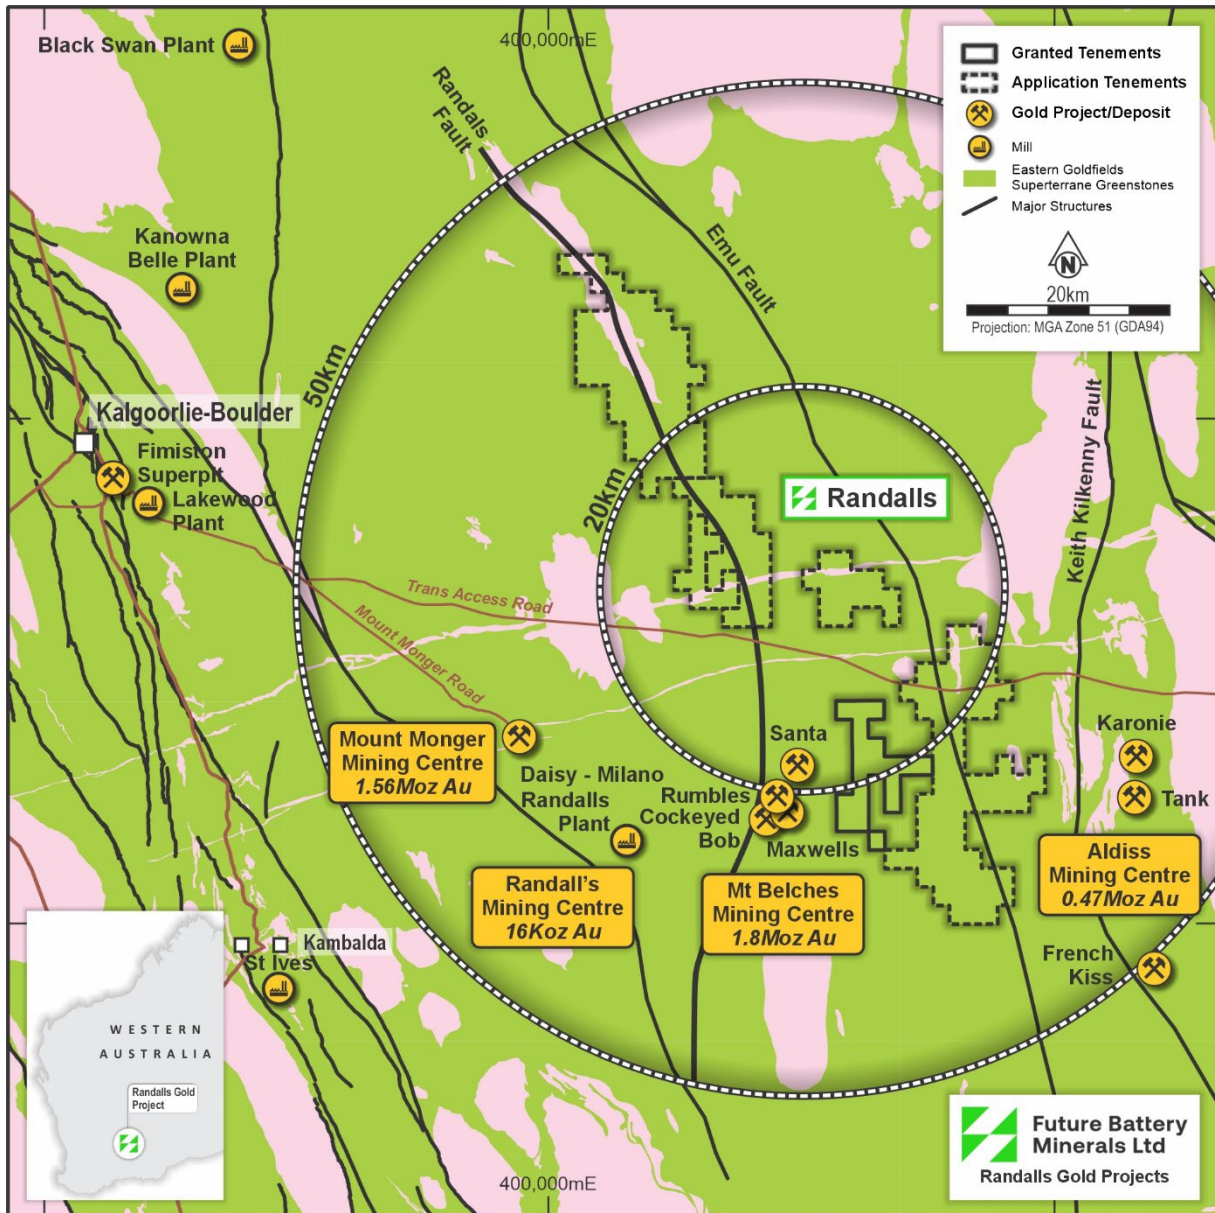 Black Swan Plant
400,000mE
Randals
Fault
Granted Tenements
Application Tenements
Gold Project/Deposit
Mill
Eastern Goldfields
Superterrane Greenstones
Major Structures
N
20km
Projection: MGA Zone 51 (GDA94)
Kanowna
Belle Plant
Emu Fault
50km
Kalgoorlie-Boulder
Keith Kilkenny Fault
Fimiston
Superpit
Lakewood
Plant
20km
Randalls
Trans Access Road
Mount Monger Road
Mount Monger
Mining Centre
1.56Moz Au
Daisy - Milano
Randalls
Plant
Santa
Rumbles
Cockeyed
Bob
Maxwells
Karonie
Tank
Randall's
Mining Centre
16Koz Au
Mt Belches
Mining Centre
1.8Moz Au
Aldiss
Mining Centre
0.47Moz Au
French
Kiss
Kambalda
St Ives
WESTERN
AUSTRALIA
Randalls Gold
Project
400,000mE
Future Battery
Minerals Ltd
Randalls Gold Projects